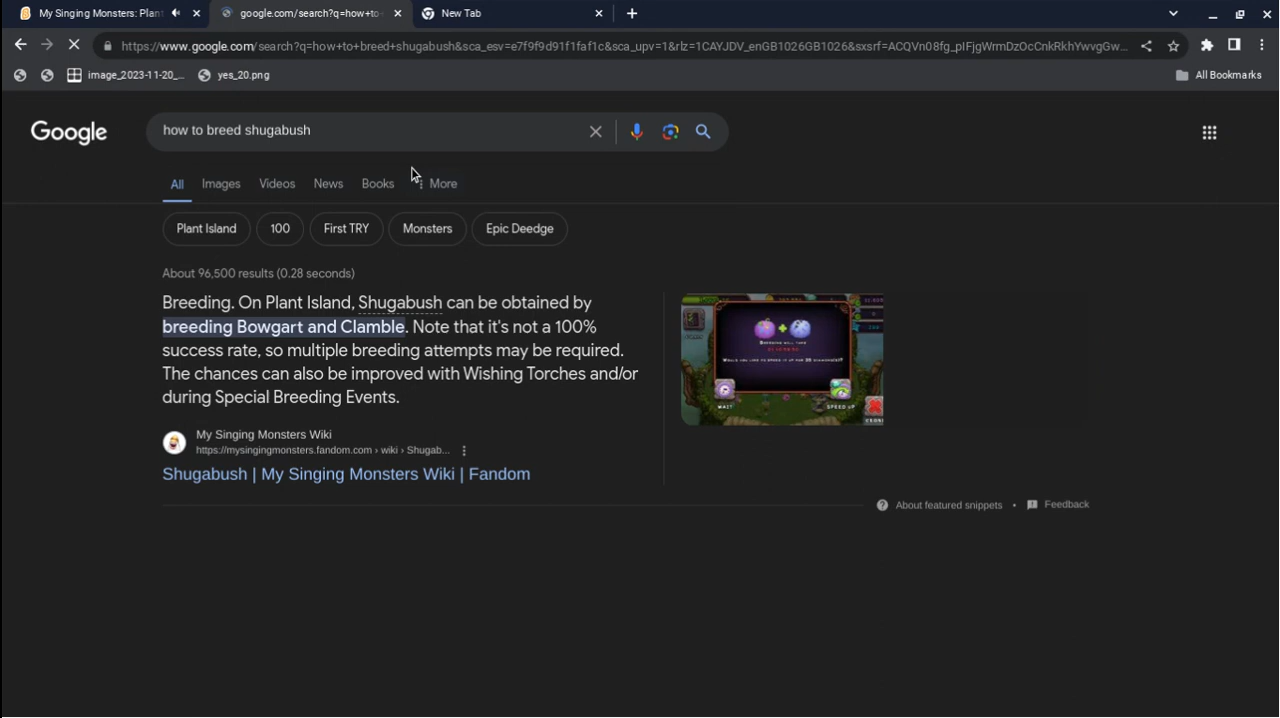 My Singing Monsters: Plant
google.com/search?q=how+to+
New Tab
https://www.google.com/search?q=how+to+breed+shugabush&sca_esv=e7f9f9d91f1faf1c&sca_upv=1&rlz=1CAYJDV_enGB1026GB1026&sxsrf=ACQVn08fg_pIFjgWrmDzOcCnkRkhYwvgGw...
image_2023-11-20_...
yes_20.png
All Bookmarks
Google
how to breed shugabush
All
Images
Videos
News
Books
More
Plant Island
100
First TRY
Monsters
Epic Deedge
About 96,500 results (0.28 seconds)
Breeding. On Plant Island, Shugabush can be obtained by
breeding Bowgart and Clamble. Note that it's not a 100%
success rate, so multiple breeding attempts may be required.
The chances can also be improved with Wishing Torches and/or
during Special Breeding Events.
BREEDING WILL TAKE
WAIT
SPEED UP
My Singing Monsters Wiki
https://mysingingmonsters.fandom.com › wiki › Shugab...
Shugabush | My Singing Monsters Wiki | Fandom
About featured snippets
Feedback